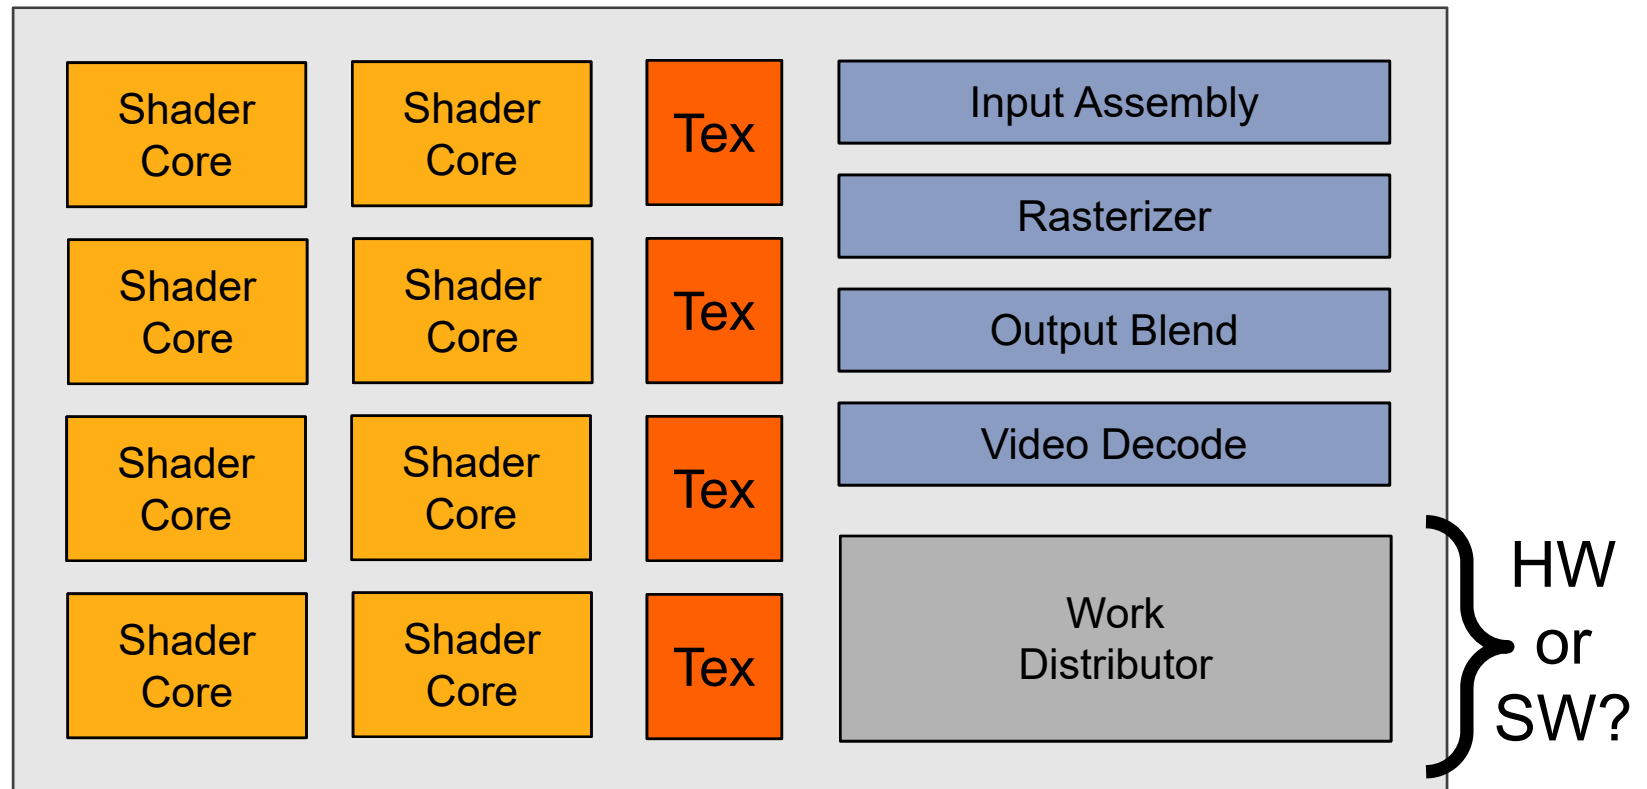 Shader
Core
Shader
Core
Tex
Input Assembly
Rasterizer
Shader
Core
Shader
Core
Tex
Output Blend
Shader
Core
Shader
Core
Tex
Video Decode
Shader
Core
Shader
Core
Tex
Work
Distributor
HW
or
SW?